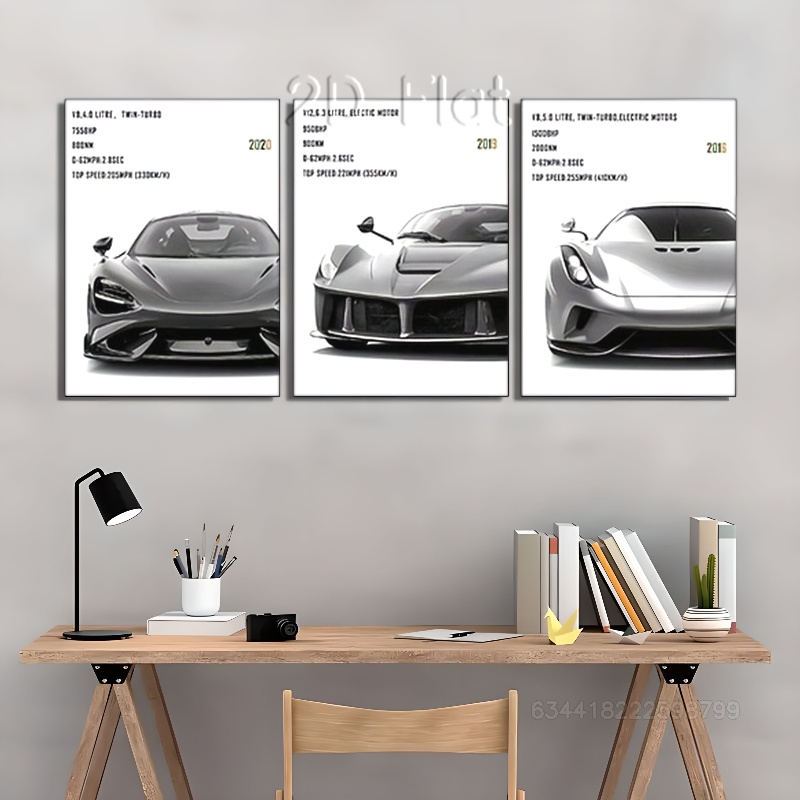 2D Flat
V8,4.0 LITRE, TWIN-TURBO
755BHP
800NM
0-62MPH:2.8SEC
TOP SPEED:205MPH (330KM/H)
2020
V12,6.3 LITRE, ELECTIC MOTOR
950BHP
900NM
0-62MPH:2.6SEC
TOP SPEED:221MPH (355KM/H)
2013
V8,5.0 LITRE, TWIN-TURBO,ELECTRIC MOTORS
1500BHP
2000NM
0-62MPH:2.8SEC
TOP SPEED:255MPH (410KM/H)
2016